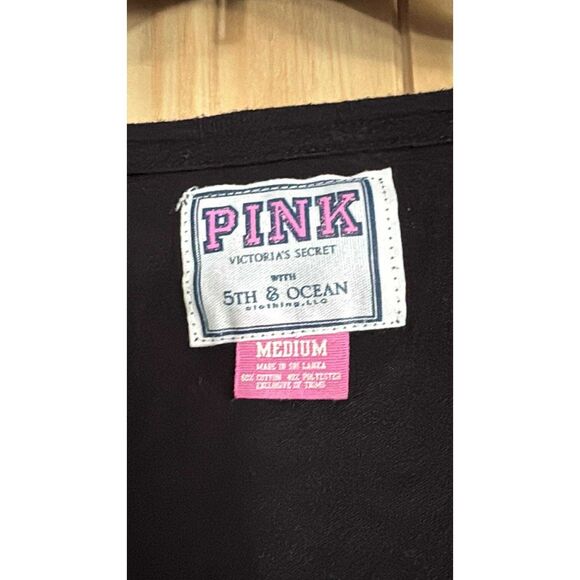 PINK
VICTORIA'S SECRET
WITH
5TH & OCEAN
clothing, LLC
MEDIUM
MADE IN SRI LANKA
60% COTTON 40% POLYESTER
EXCLUSIVE OF TRIMS